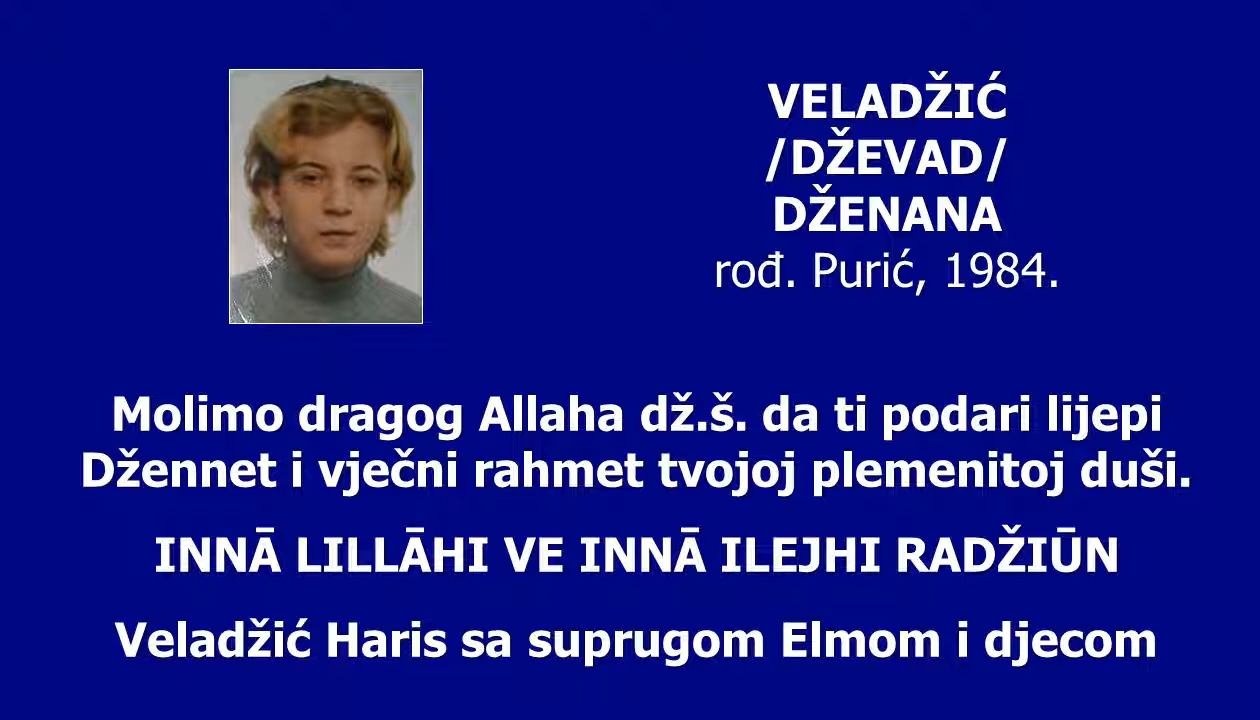 VELADŽIĆ
/DŽEVAD/
DŽENANA
rođ. Purić, 1984.
Molimo dragog Allaha dž.š. da ti podari lijepi
Džennet i vječni rahmet tvojoj plemenitoj duši.
INNĀ LILLĀHI VE INNĀ ILEJHI RADŽIŪN
Veladžić Haris sa suprugom Elmom i djecom